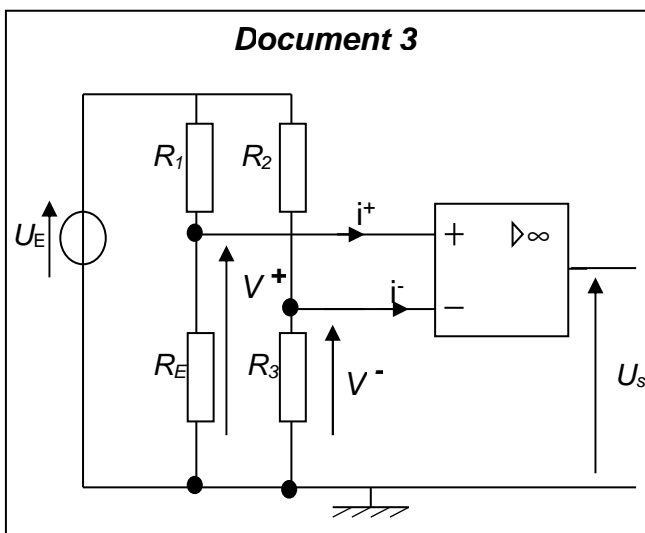 Document 3
R1 R2
i+
UE
+ ▷∞
V+
i-
−
RE R3
V-
Us